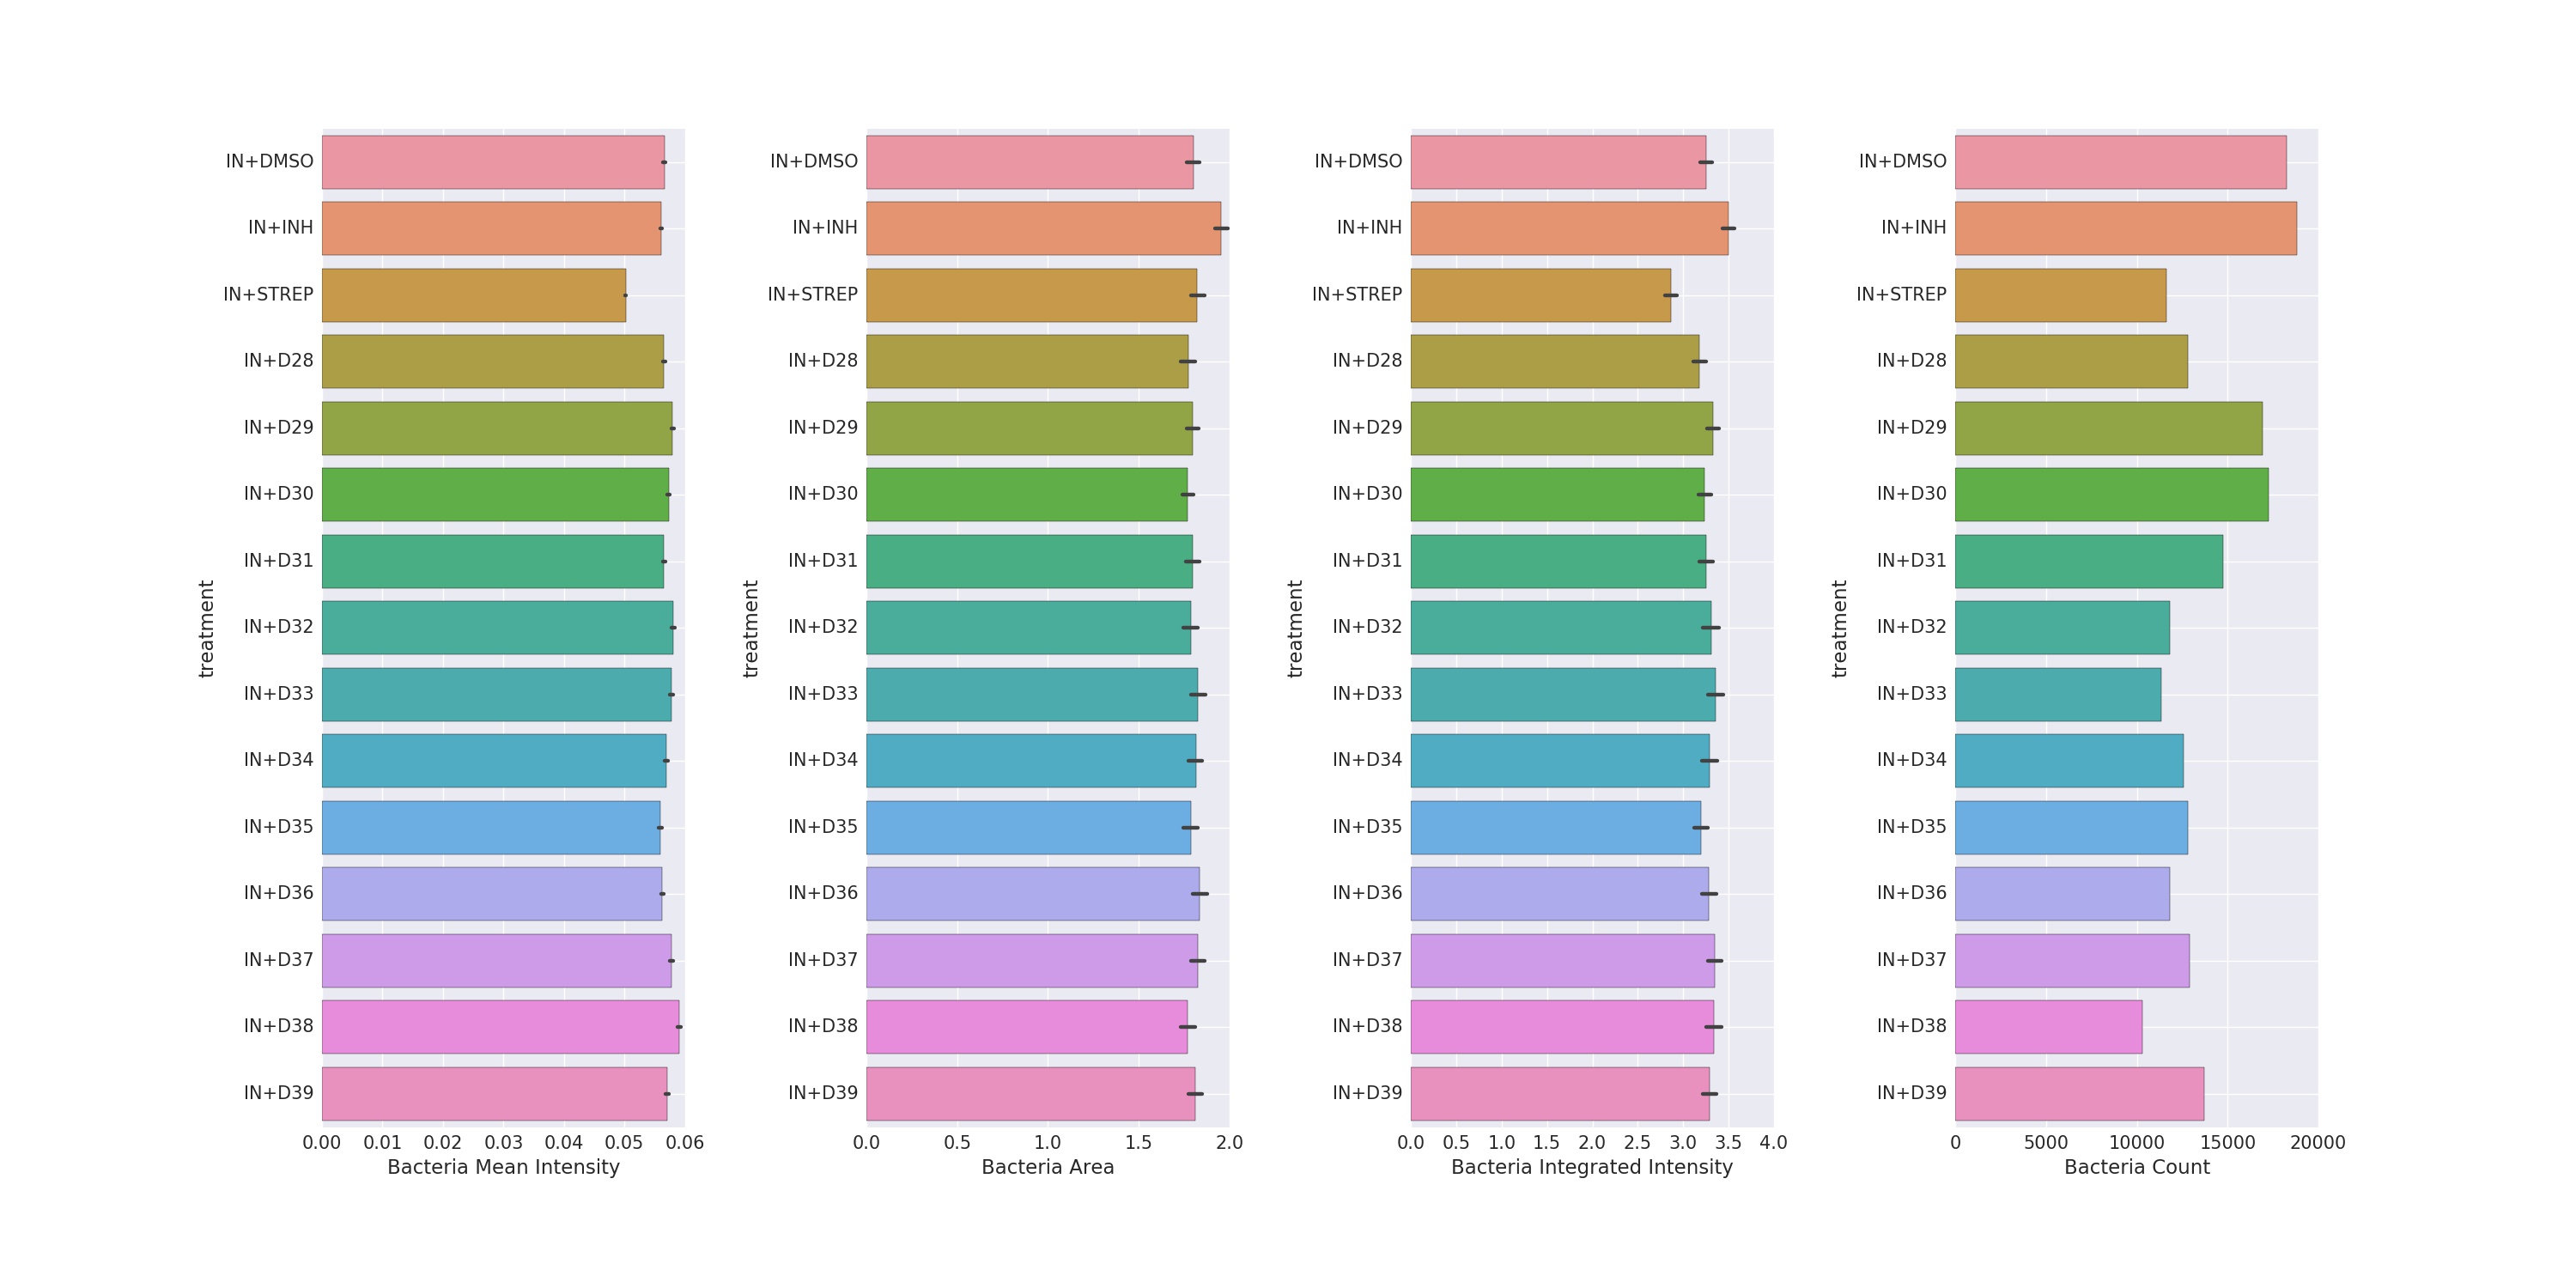 IN+DMSO
IN+INH
IN+STREP
IN+D28
IN+D29
IN+D30
IN+D31
IN+D32
IN+D33
IN+D34
IN+D35
IN+D36
IN+D37
IN+D38
IN+D39
treatment
0.00 0.01 0.02 0.03 0.04 0.05 0.06
Bacteria Mean Intensity
IN+DMSO
IN+INH
IN+STREP
IN+D28
IN+D29
IN+D30
IN+D31
IN+D32
IN+D33
IN+D34
IN+D35
IN+D36
IN+D37
IN+D38
IN+D39
treatment
0.0 0.5 1.0 1.5 2.0
Bacteria Area
IN+DMSO
IN+INH
IN+STREP
IN+D28
IN+D29
IN+D30
IN+D31
IN+D32
IN+D33
IN+D34
IN+D35
IN+D36
IN+D37
IN+D38
IN+D39
treatment
0.0 0.5 1.0 1.5 2.0 2.5 3.0 3.5 4.0
Bacteria Integrated Intensity
IN+DMSO
IN+INH
IN+STREP
IN+D28
IN+D29
IN+D30
IN+D31
IN+D32
IN+D33
IN+D34
IN+D35
IN+D36
IN+D37
IN+D38
IN+D39
treatment
0 5000 10000 15000 20000
Bacteria Count